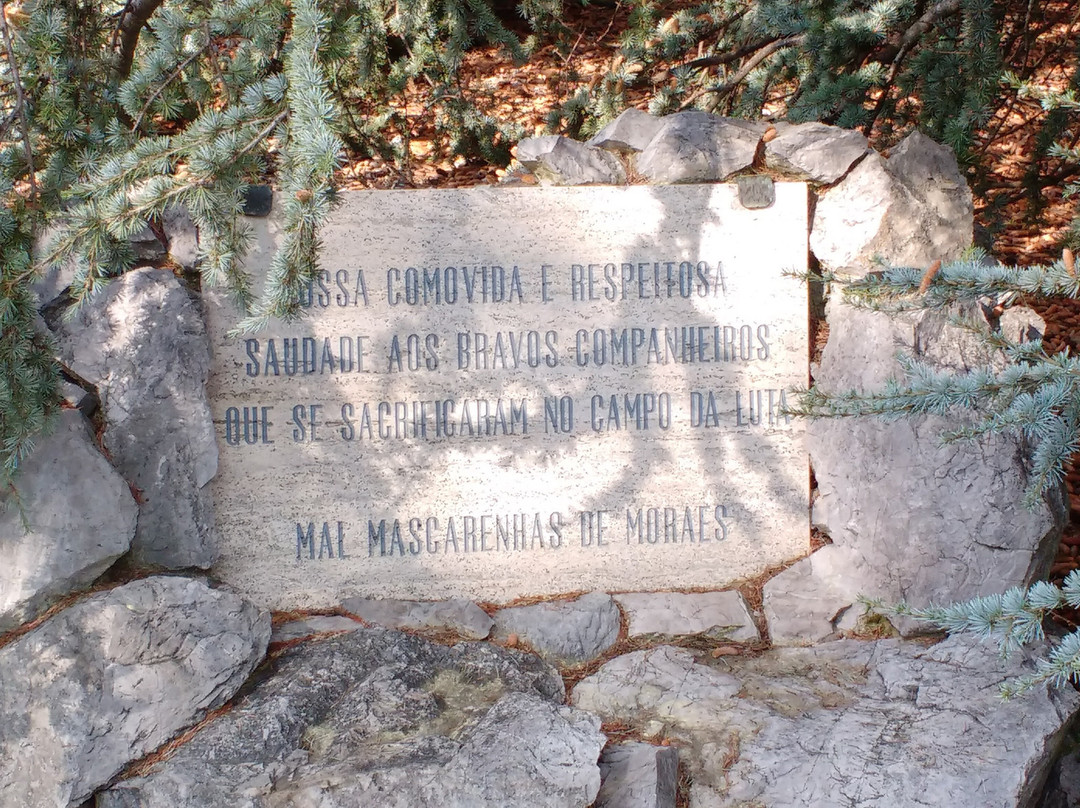 OSSA COMOVIDA E RESPEITOSA
SAUDADE AOS BRAVOS COMPANHEIROS
QUE SE SACRIFICARAM NO CAMPO DA LUTA
MAL MASCARENHAS DE MORAES